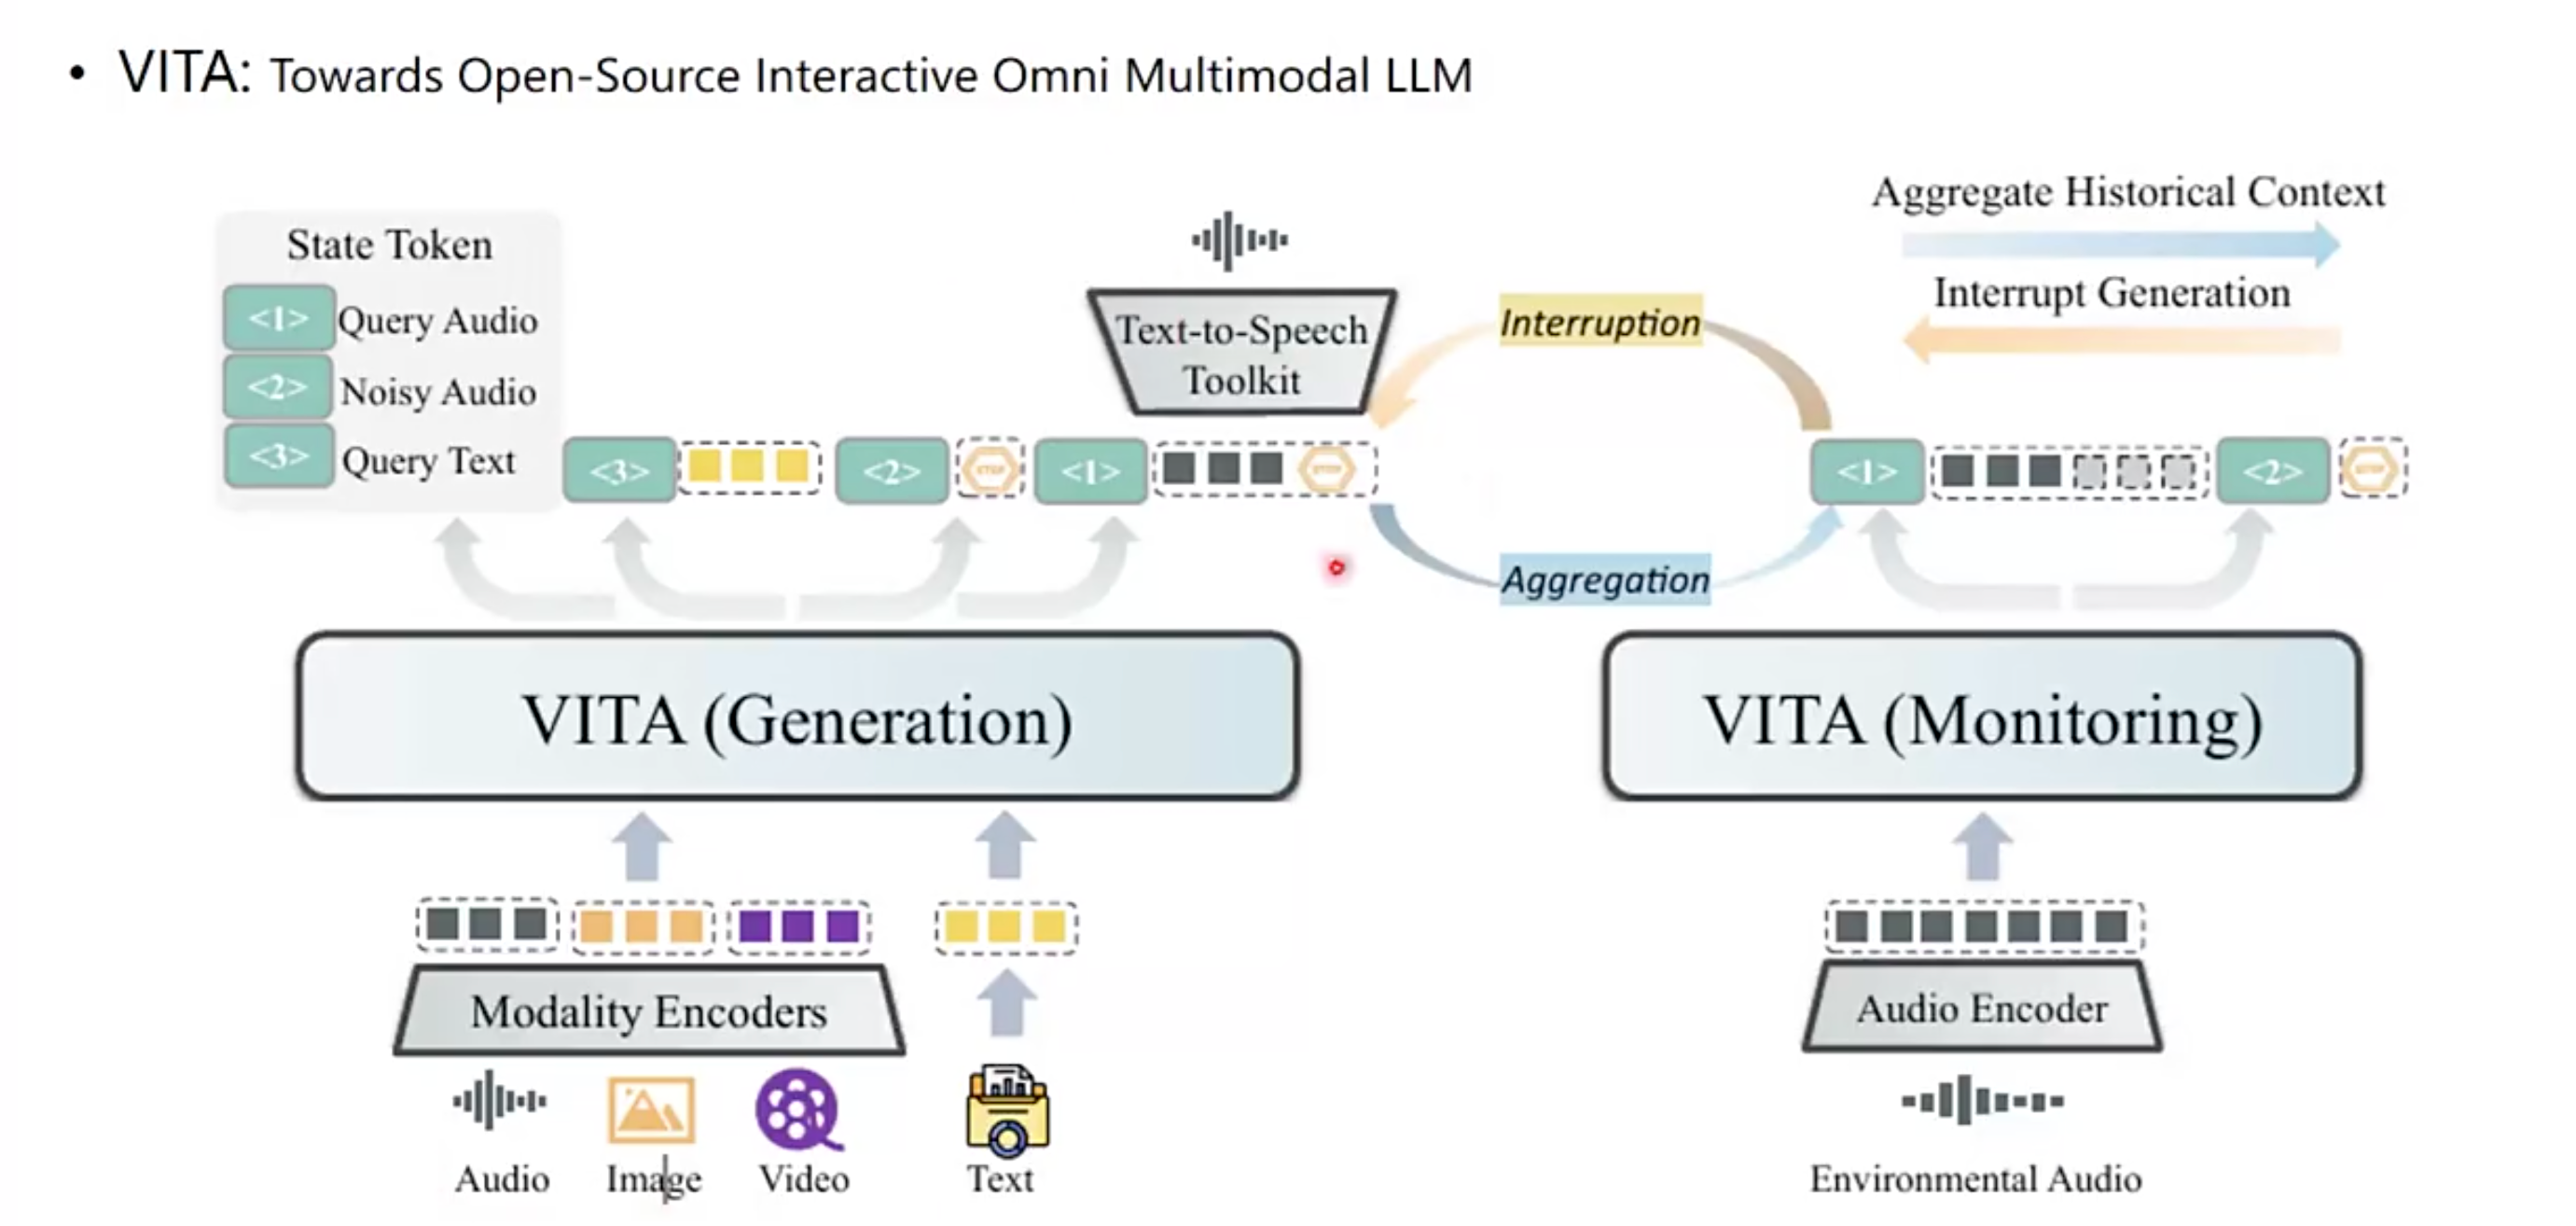 • VITA: Towards Open-Source Interactive Omni Multimodal LLM
Aggregate Historical Context
Interrupt Generation
State Token
<1> Query Audio
<2> Noisy Audio
<3> Query Text
Text-to-Speech
Toolkit
Interruption
<3>
<2>
STOP
<1>
STOP
<1>
<2>
STOP
Aggregation
VITA (Generation)
VITA (Monitoring)
Modality Encoders
Audio Encoder
Audio
Image
Video
Text
Environmental Audio